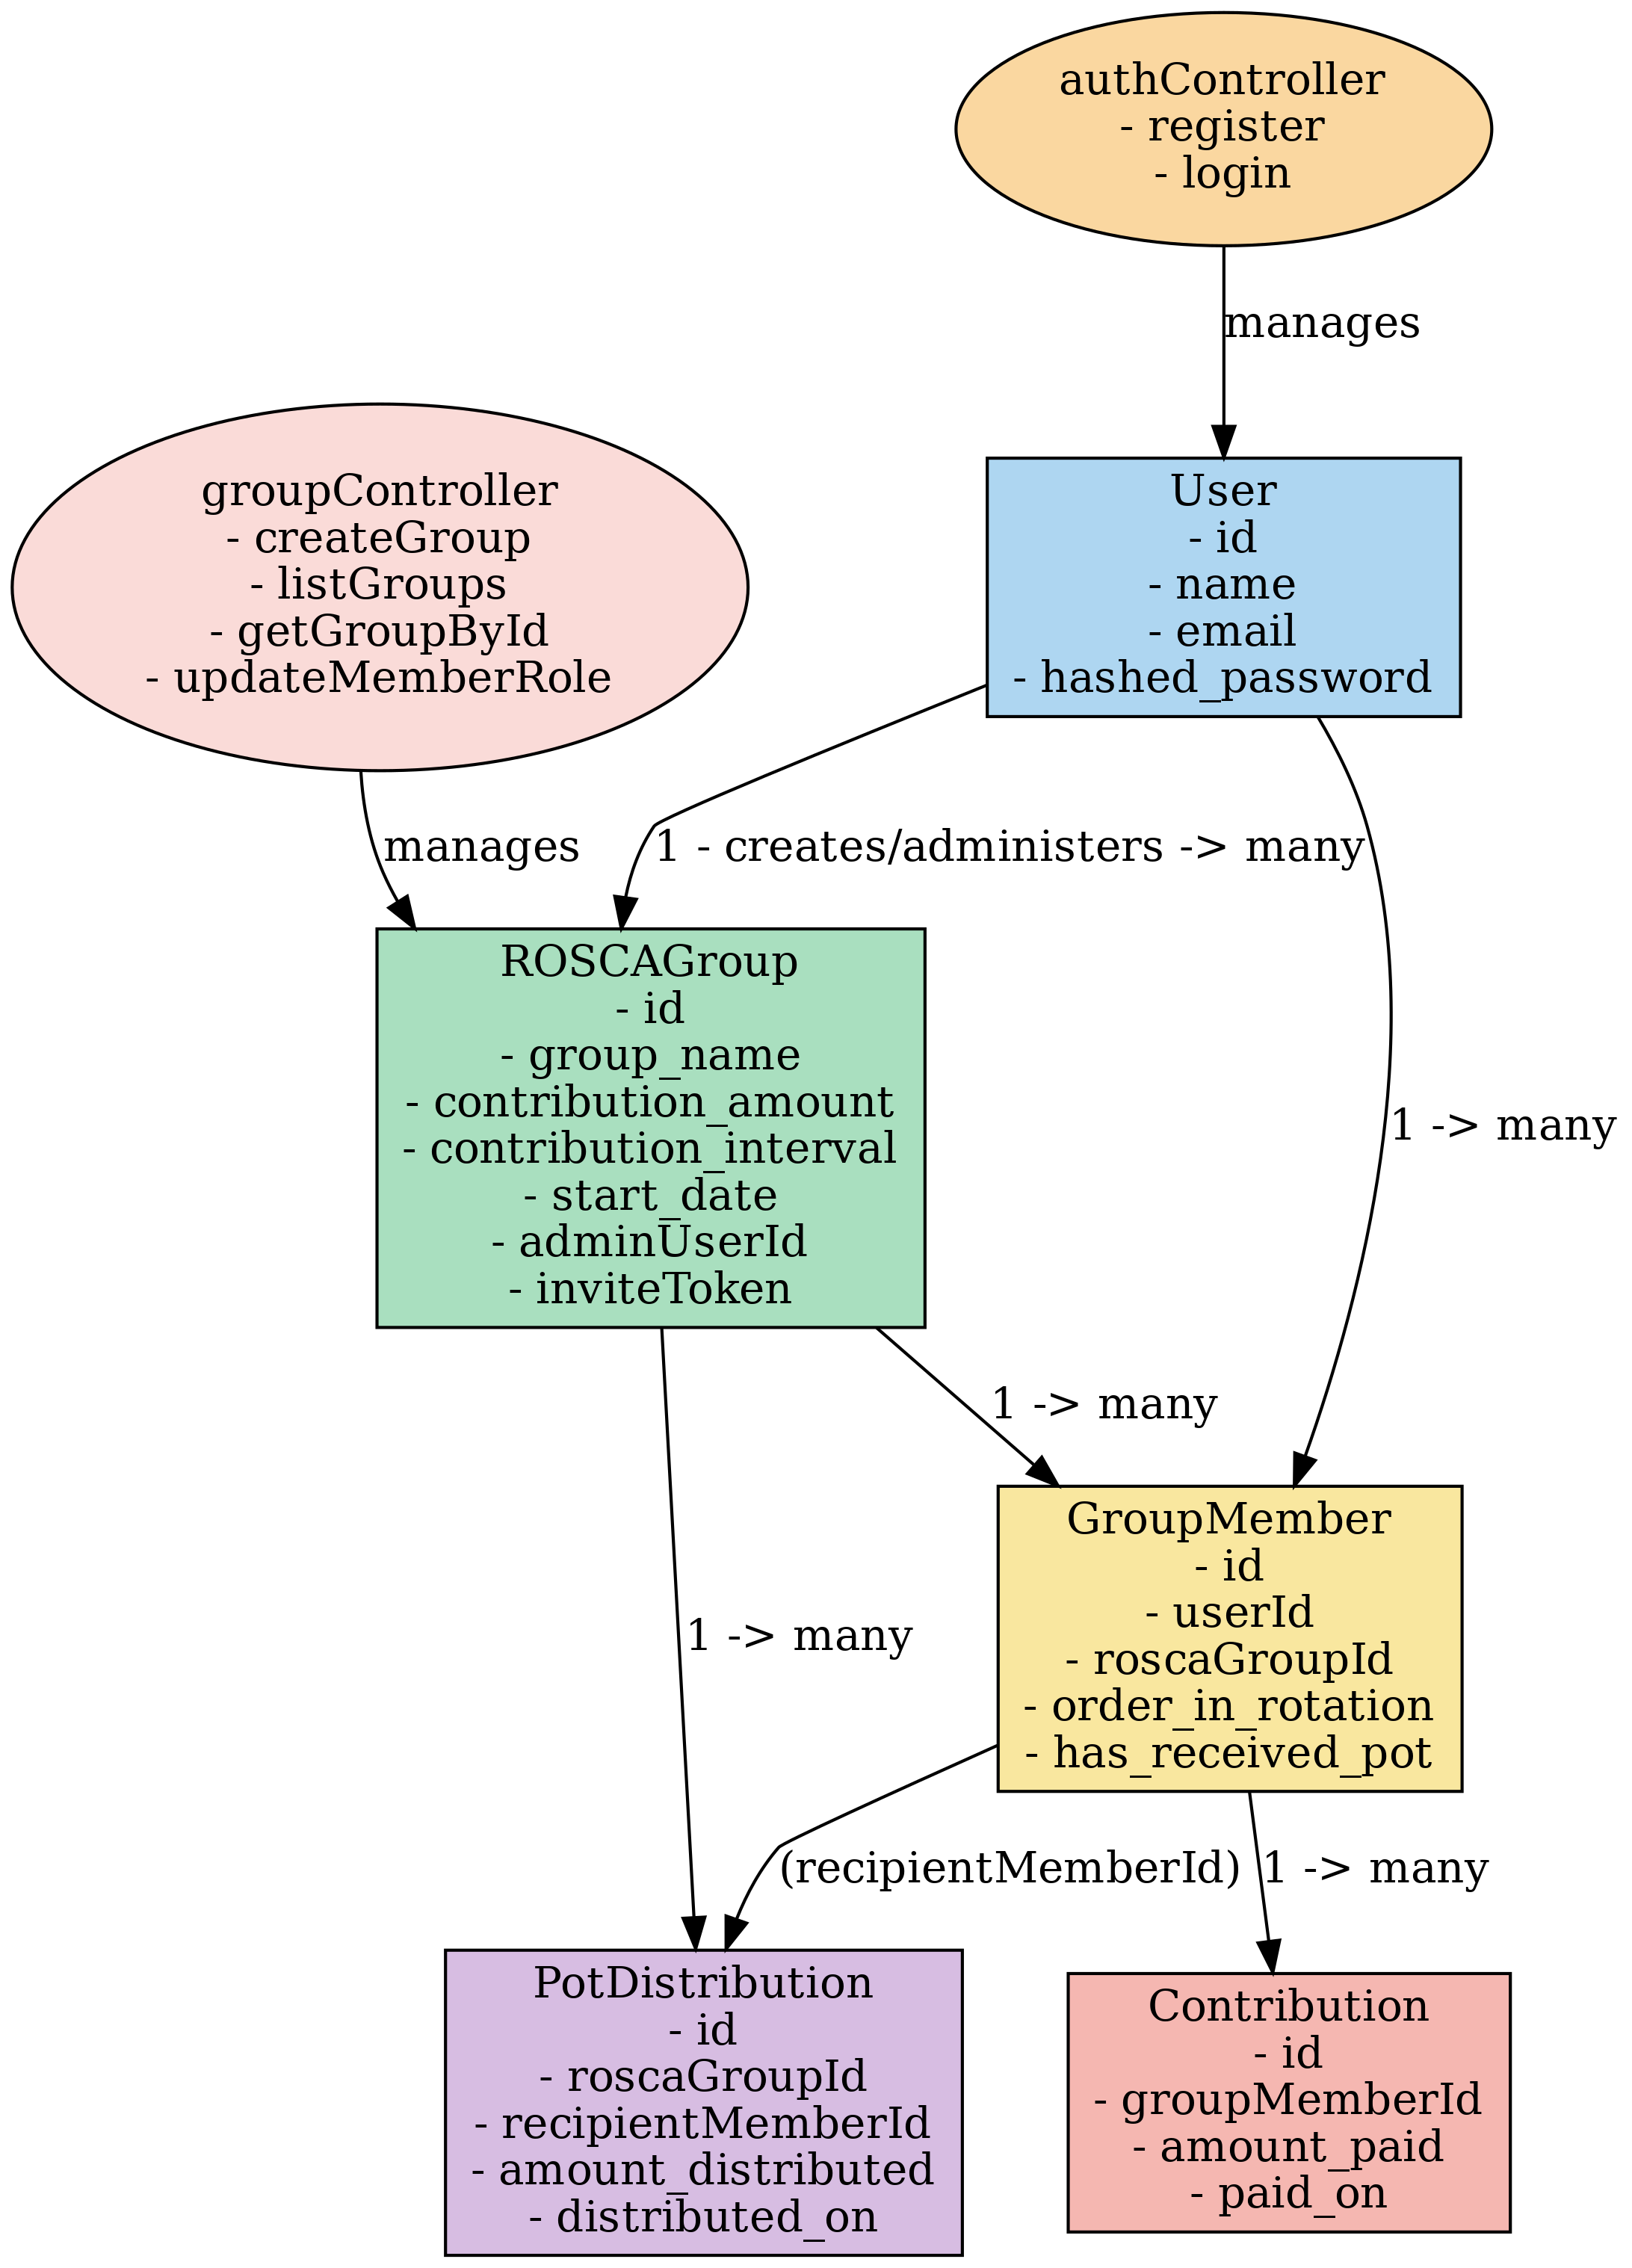 authController
- register
- login
manages
groupController
- createGroup
- listGroups
- getGroupById
- updateMemberRole
User
- id
- name
- email
- hashed_password
manages
1 - creates/administers -> many
ROSCAGroup
- id
- group_name
- contribution_amount
- contribution_interval
- start_date
- adminUserId
- inviteToken
1 -> many
1 -> many
GroupMember
- id
- userId
- roscaGroupId
- order_in_rotation
- has_received_pot
1 -> many
(recipientMemberId)
1 -> many
PotDistribution
- id
- roscaGroupId
- recipientMemberId
- amount_distributed
- distributed_on
Contribution
- id
- groupMemberId
- amount_paid
- paid_on